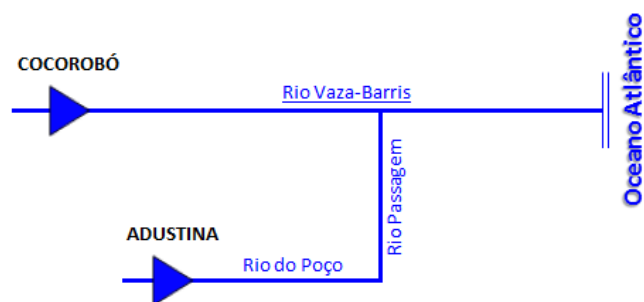 COCOROBÓ
Rio Vaza-Barris
Oceano Atlântico
Rio Passagem
ADUSTINA
Rio do Poço